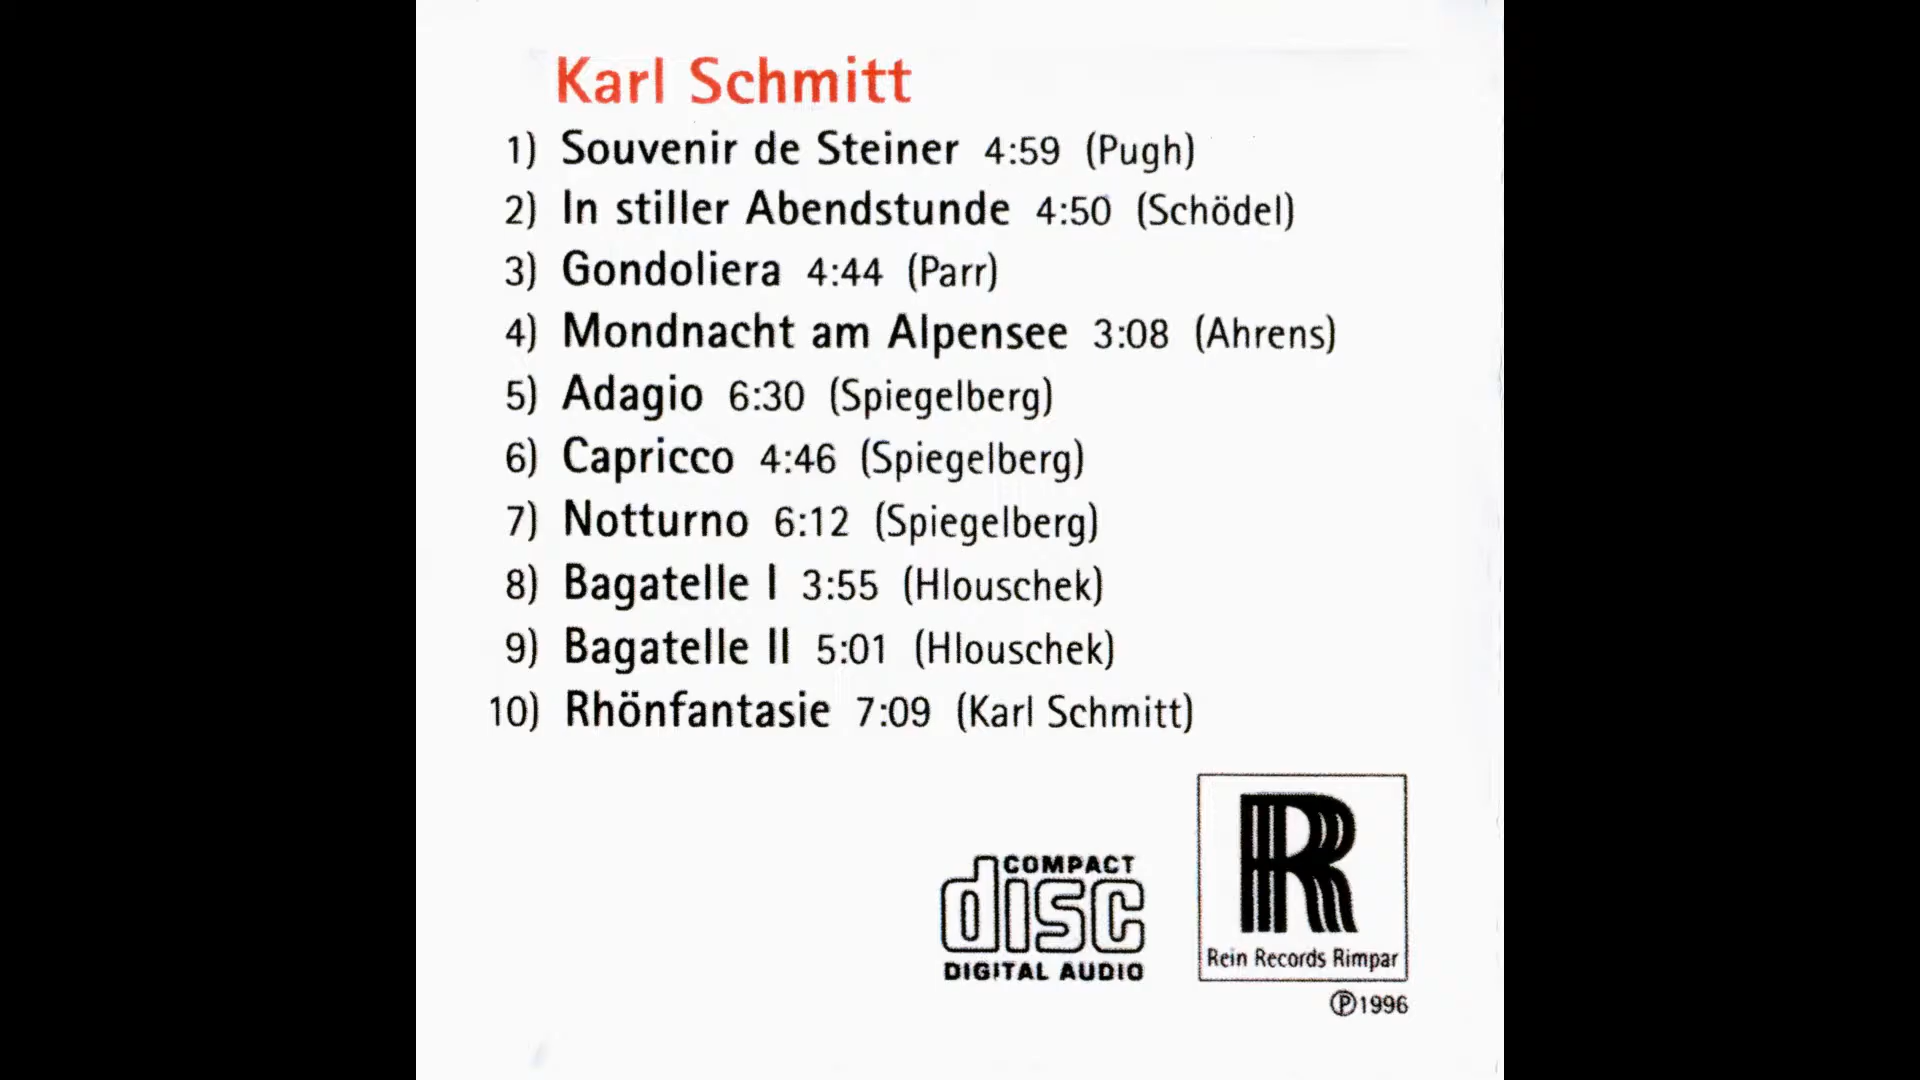 Karl Schmitt
1) Souvenir de Steiner 4:59 (Pugh)
2) In stiller Abendstunde 4:50 (Schödel)
3) Gondoliera 4:44 (Parr)
4) Mondnacht am Alpensee 3:08 (Ahrens)
5) Adagio 6:30 (Spiegelberg)
6) Capricco 4:46 (Spiegelberg)
7) Notturno 6:12 (Spiegelberg)
8) Bagatelle I 3:55 (Hlouschek)
9) Bagatelle II 5:01 (Hlouschek)
10) Rhönfantasie 7:09 (Karl Schmitt)
COMPACT
disc
DIGITAL AUDIO
RRR
Rein Records Rimpar
℗1996